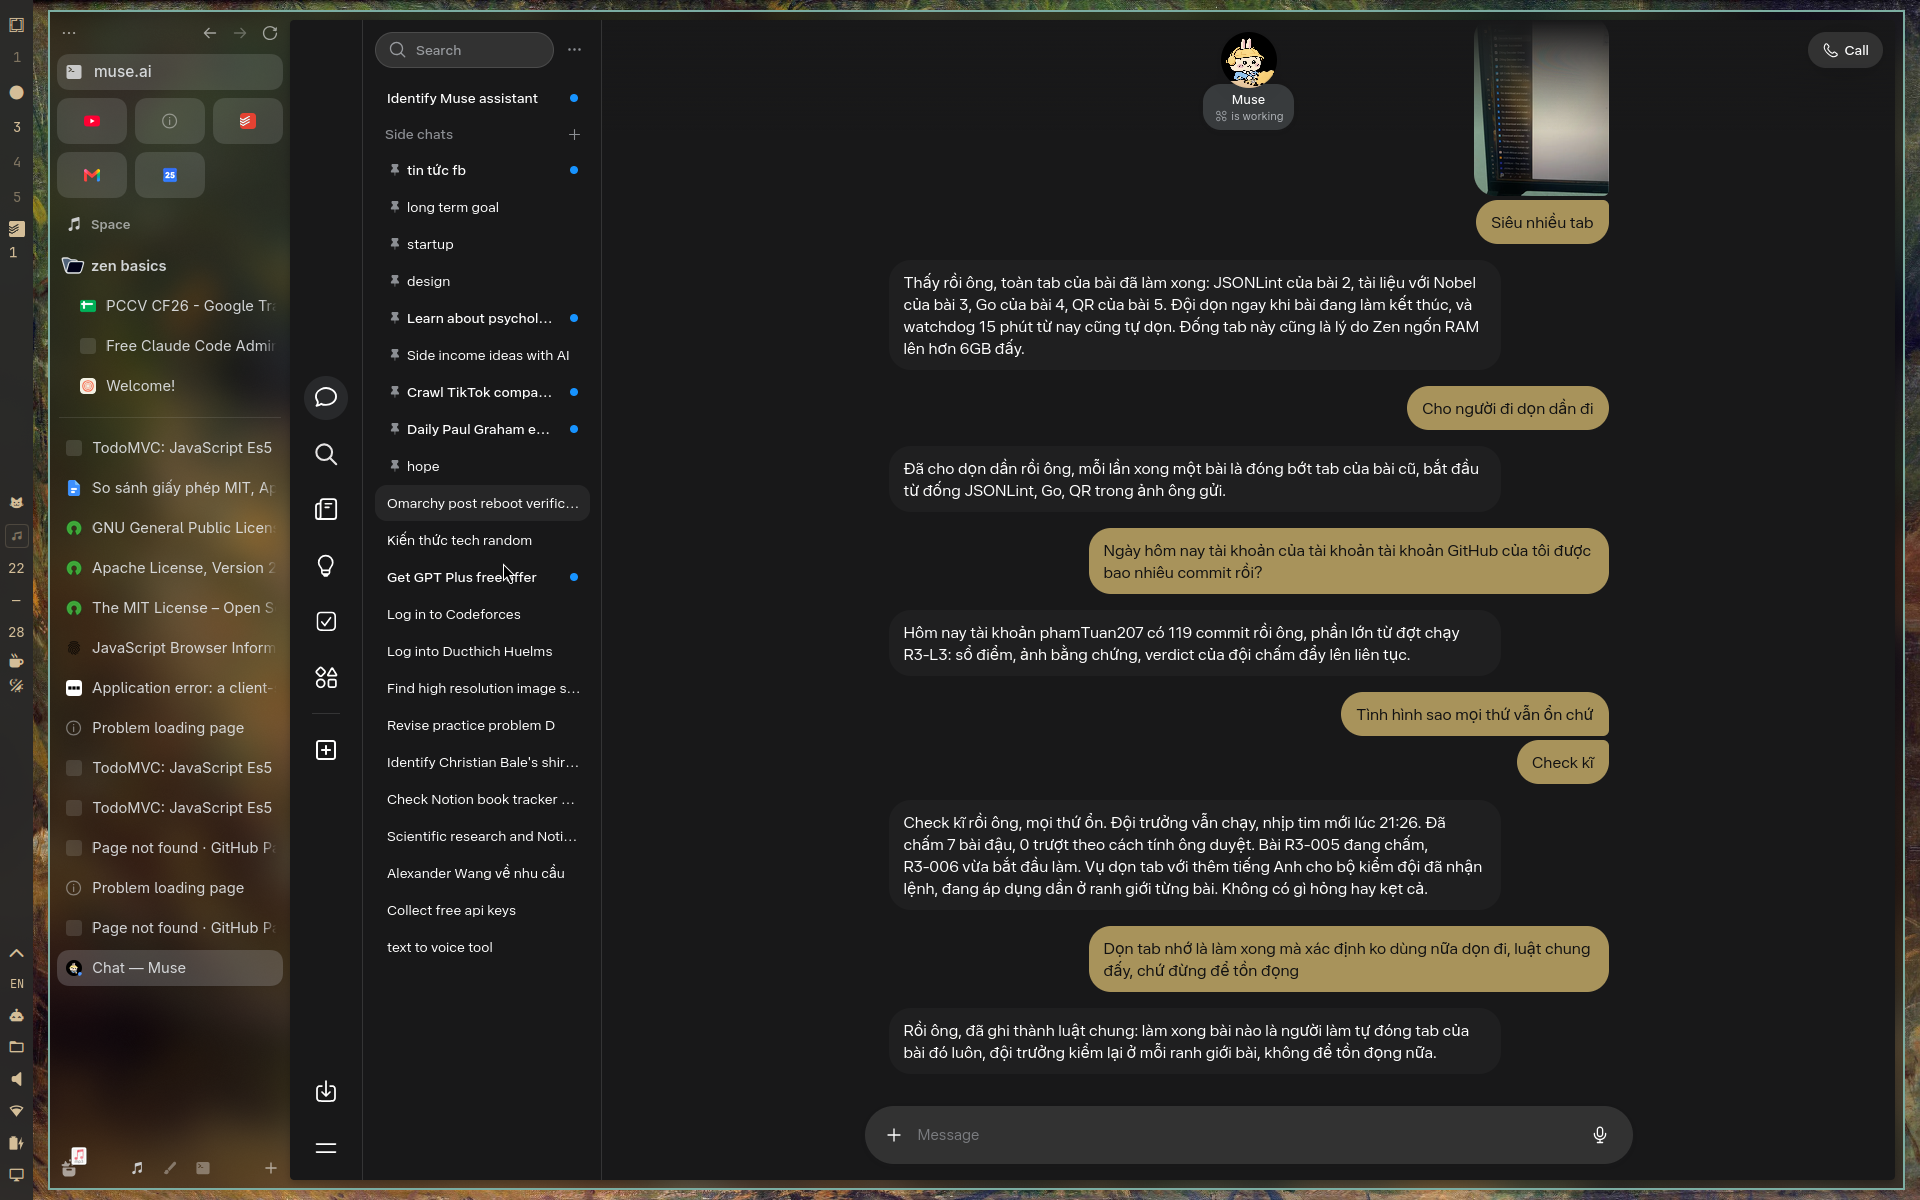 muse.ai
Space
zen basics
PCCV CF26 - Google Tra
Free Claude Code Admin
Welcome!
TodoMVC: JavaScript Es5
So sánh giấy phép MIT, Ap
GNU General Public Licen
Apache License, Version 2
The MIT License – Open S
JavaScript Browser Inform
Application error: a client-
Problem loading page
TodoMVC: JavaScript Es5
TodoMVC: JavaScript Es5
Page not found · GitHub Pa
Problem loading page
Page not found · GitHub Pa
Chat — Muse
1
3
4
5
1
22
–
28
EN
25
Search
Identify Muse assistant
Side chats
tin tức fb
long term goal
startup
design
Learn about psychol...
Side income ideas with AI
Crawl TikTok compa...
Daily Paul Graham e...
hope
Omarchy post reboot verific...
Kiến thức tech random
Get GPT Plus free offer
Log in to Codeforces
Log into Ducthich Huelms
Find high resolution image s...
Revise practice problem D
Identify Christian Bale's shir...
Check Notion book tracker ...
Scientific research and Noti...
Alexander Wang về nhu cầu
Collect free api keys
text to voice tool
Muse
is working
Call
Siêu nhiều tab
Thấy rồi ông, toàn tab của bài đã làm xong: JSONLint của bài 2, tài liệu với Nobel
của bài 3, Go của bài 4, QR của bài 5. Đội dọn ngay khi bài đang làm kết thúc, và
watchdog 15 phút từ nay cũng tự dọn. Đống tab này cũng là lý do Zen ngốn RAM
lên hơn 6GB đấy.
Cho người đi dọn dần đi
Đã cho dọn dần rồi ông, mỗi lần xong một bài là đóng bớt tab của bài cũ, bắt đầu
từ đống JSONLint, Go, QR trong ảnh ông gửi.
Ngày hôm nay tài khoản của tài khoản tài khoản GitHub của tôi được
bao nhiêu commit rồi?
Hôm nay tài khoản phamTuan207 có 119 commit rồi ông, phần lớn từ đợt chạy
R3-L3: sổ điểm, ảnh bằng chứng, verdict của đội chấm đẩy lên liên tục.
Tình hình sao mọi thứ vẫn ổn chứ
Check kĩ
Check kĩ rồi ông, mọi thứ ổn. Đội trưởng vẫn chạy, nhịp tim mới lúc 21:26. Đã
chấm 7 bài đậu, 0 trượt theo cách tính ông duyệt. Bài R3-005 đang chấm,
R3-006 vừa bắt đầu làm. Vụ dọn tab với thêm tiếng Anh cho bộ kiểm đội đã nhận
lệnh, đang áp dụng dần ở ranh giới từng bài. Không có gì hỏng hay kẹt cả.
Dọn tab nhớ là làm xong mà xác định ko dùng nữa dọn đi, luật chung
đấy, chứ đừng để tồn đọng
Rồi ông, đã ghi thành luật chung: làm xong bài nào là người làm tự đóng tab của
bài đó luôn, đội trưởng kiểm lại ở mỗi ranh giới bài, không để tồn đọng nữa.
Message